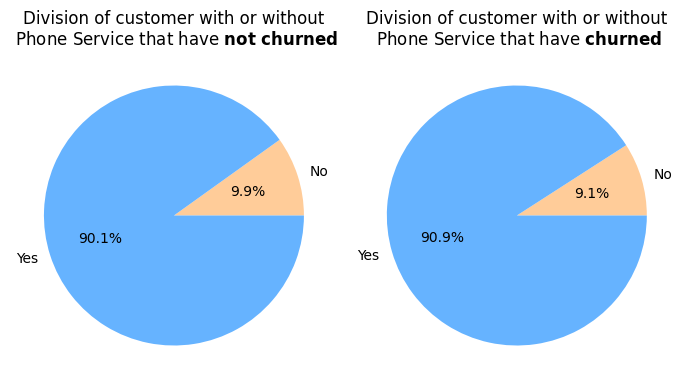 Division of customer with or without
Phone Service that have not churned
No
9.9%
90.1%
Yes
Division of customer with or without
Phone Service that have churned
No
9.1%
90.9%
Yes